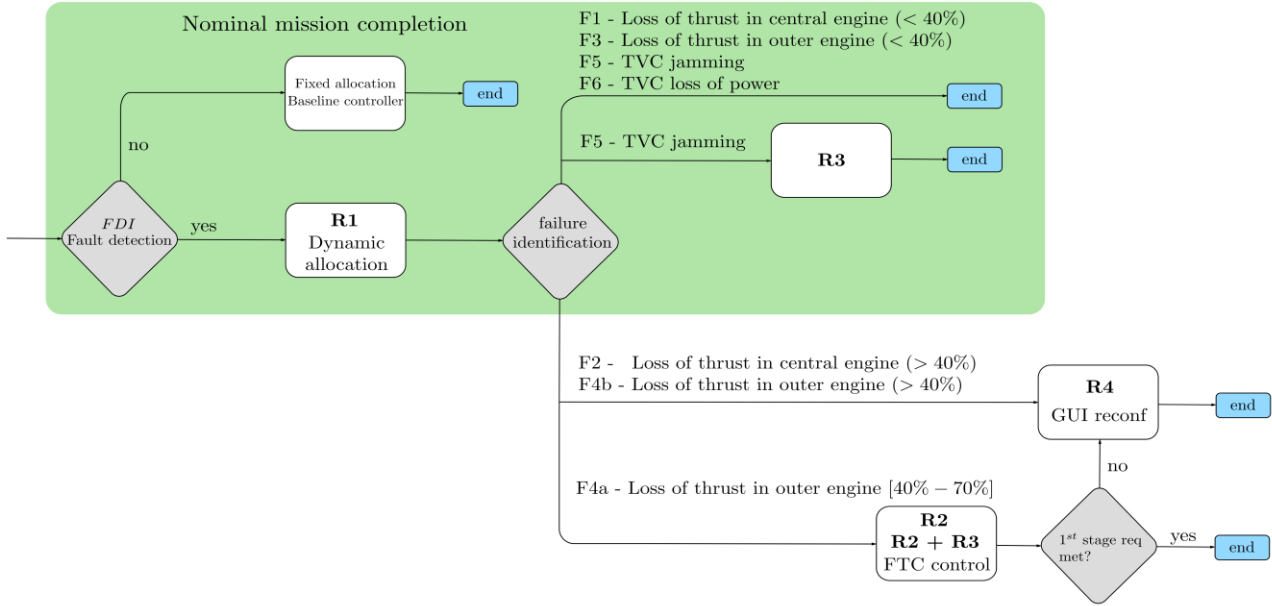 Nominal mission completion
F1 - Loss of thrust in central engine (< 40%)
F3 - Loss of thrust in outer engine (< 40%)
F5 - TVC jamming
F6 - TVC loss of power
Fixed allocation
Baseline controller
end
end
no
F5 - TVC jamming
R3
end
FDI
Fault detection
yes
R1
Dynamic
allocation
failure
identification
F2 - Loss of thrust in central engine (> 40%)
F4b - Loss of thrust in outer engine (> 40%)
R4
GUI reconf
end
no
F4a - Loss of thrust in outer engine [40% − 70%]
R2
R2 + R3
FTC control
1st stage req
met?
yes
end